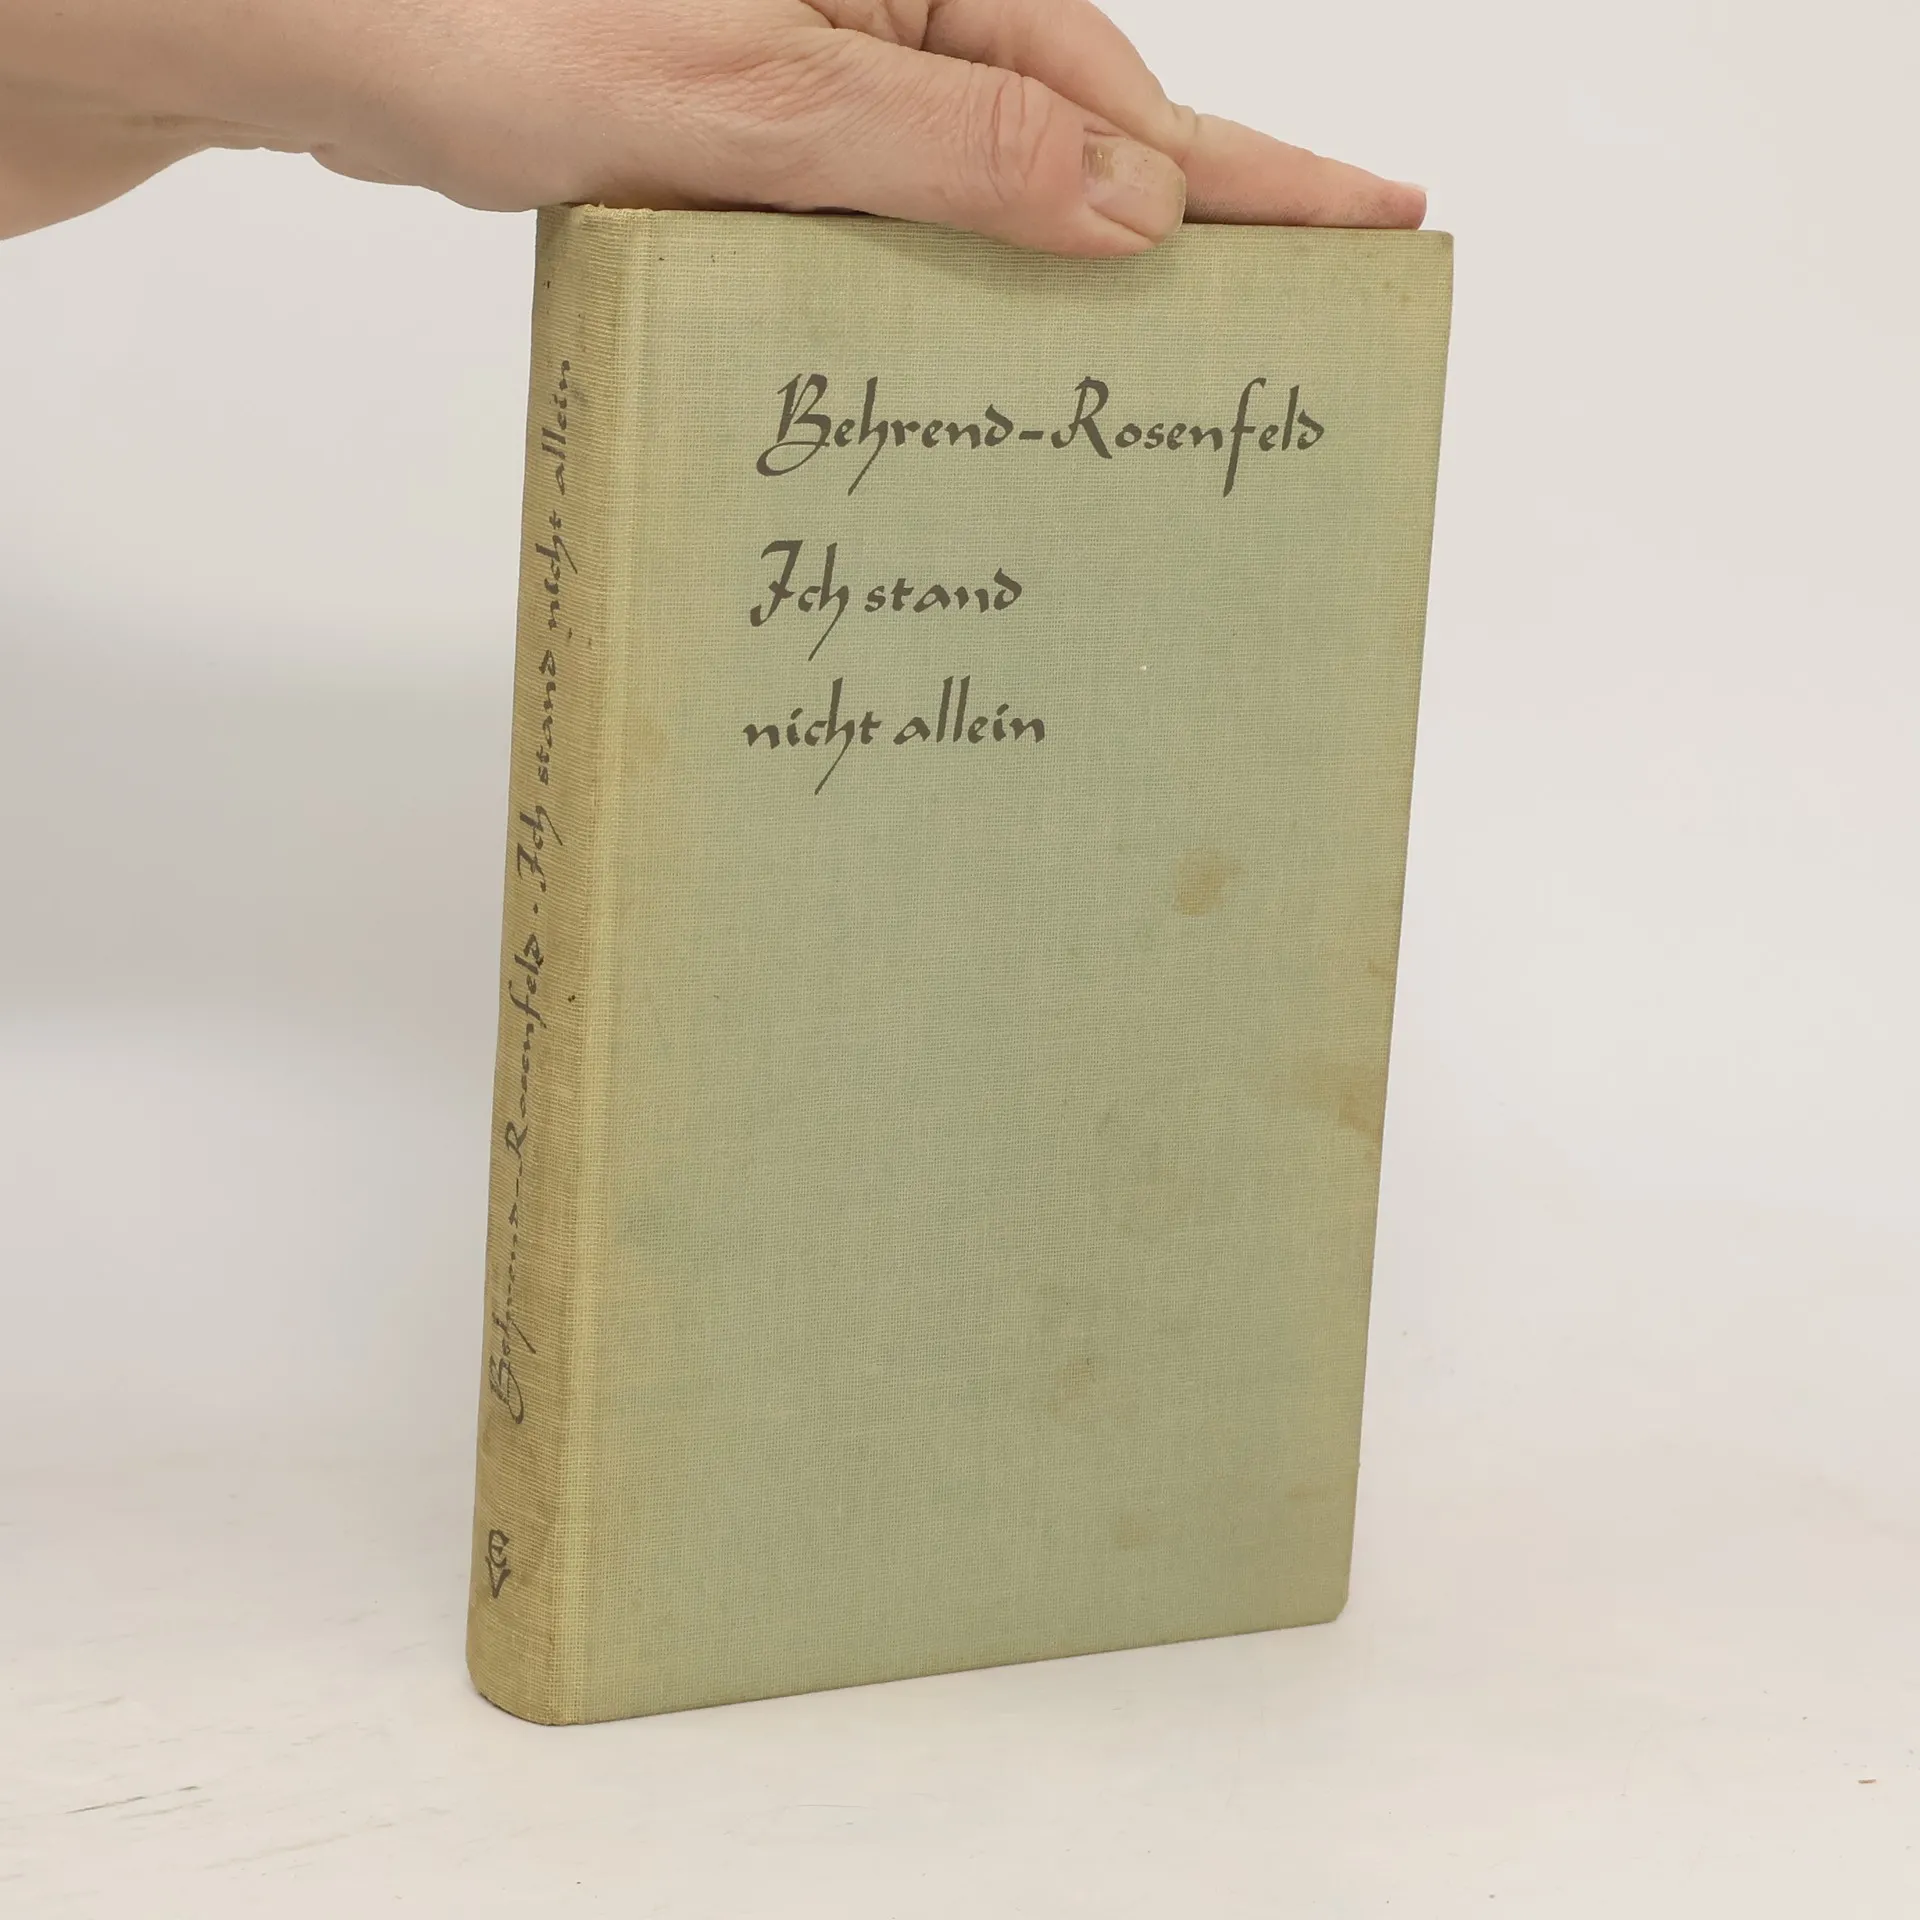 Behrend-Rosenfeld
Ich stand
nicht allein
Behrend-Rosenfeld · Ich stand nicht allein